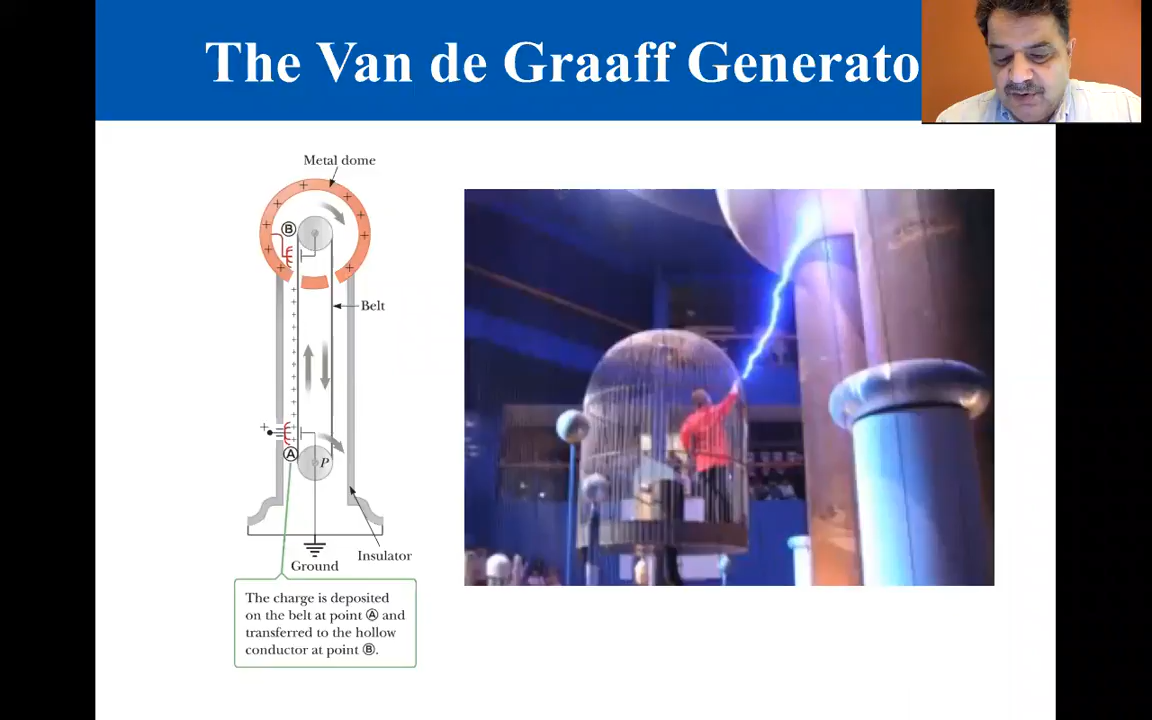 The Van de Graaff Generato
Metal dome
B
Belt
+
A
P
Insulator
Ground
The charge is deposited
on the belt at point Ⓐ and
transferred to the hollow
conductor at point Ⓑ.